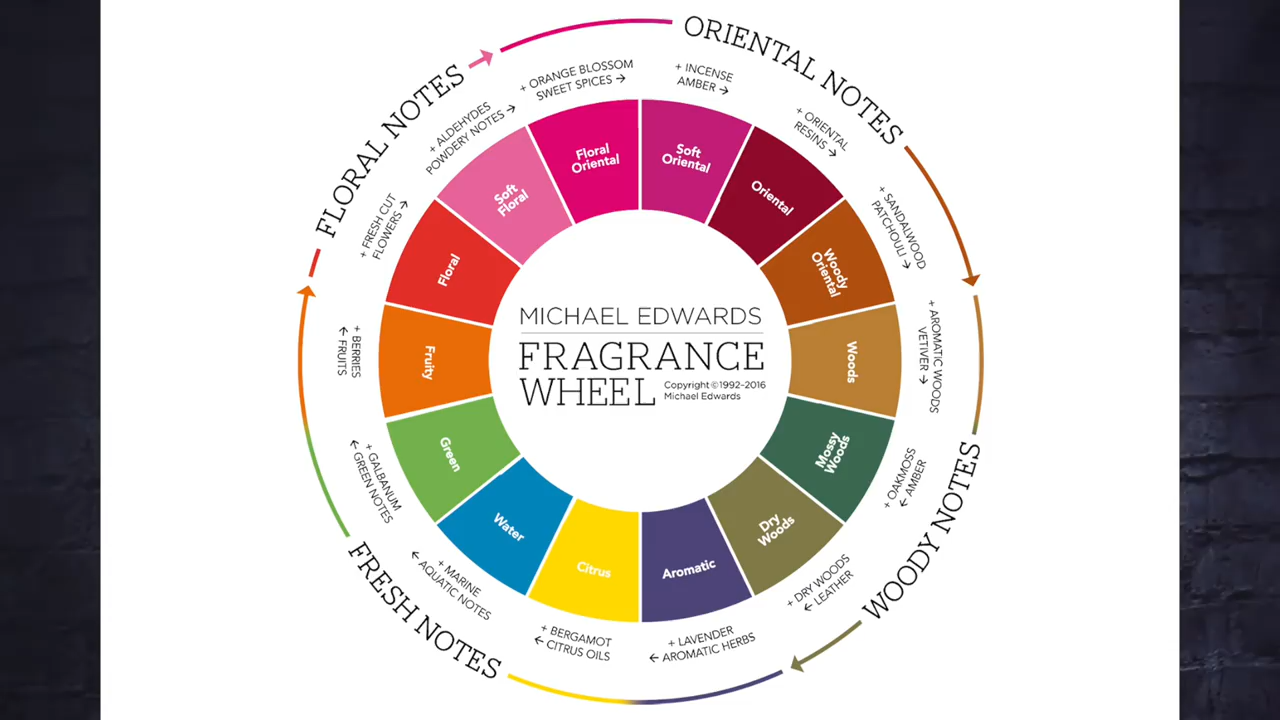 ORIENTAL NOTES
FLORAL NOTES
WOODY NOTES
FRESH NOTES
+ ORANGE BLOSSOM
SWEET SPICES →
+ INCENSE
AMBER →
+ ORIENTAL
RESINS →
+ SANDALWOOD
PATCHOULI →
+ AROMATIC WOODS
VETIVER →
+ OAKMOSS
← AMBER
+ DRY WOODS
← LEATHER
+ LAVENDER
← AROMATIC HERBS
+ BERGAMOT
← CITRUS OILS
+ MARINE
← AQUATIC NOTES
+ GALBANUM
← GREEN NOTES
+ BERRIES
← FRUITS
+ FRESH CUT
FLOWERS →
+ ALDEHYDES
POWDERY NOTES →
Floral
Oriental
Soft
Oriental
Oriental
Woody
Oriental
Woods
Mossy
Woods
Dry
Woods
Aromatic
Citrus
Water
Green
Fruity
Floral
Soft
Floral
MICHAEL EDWARDS
FRAGRANCE
WHEEL
Copyright ©1992-2016
Michael Edwards